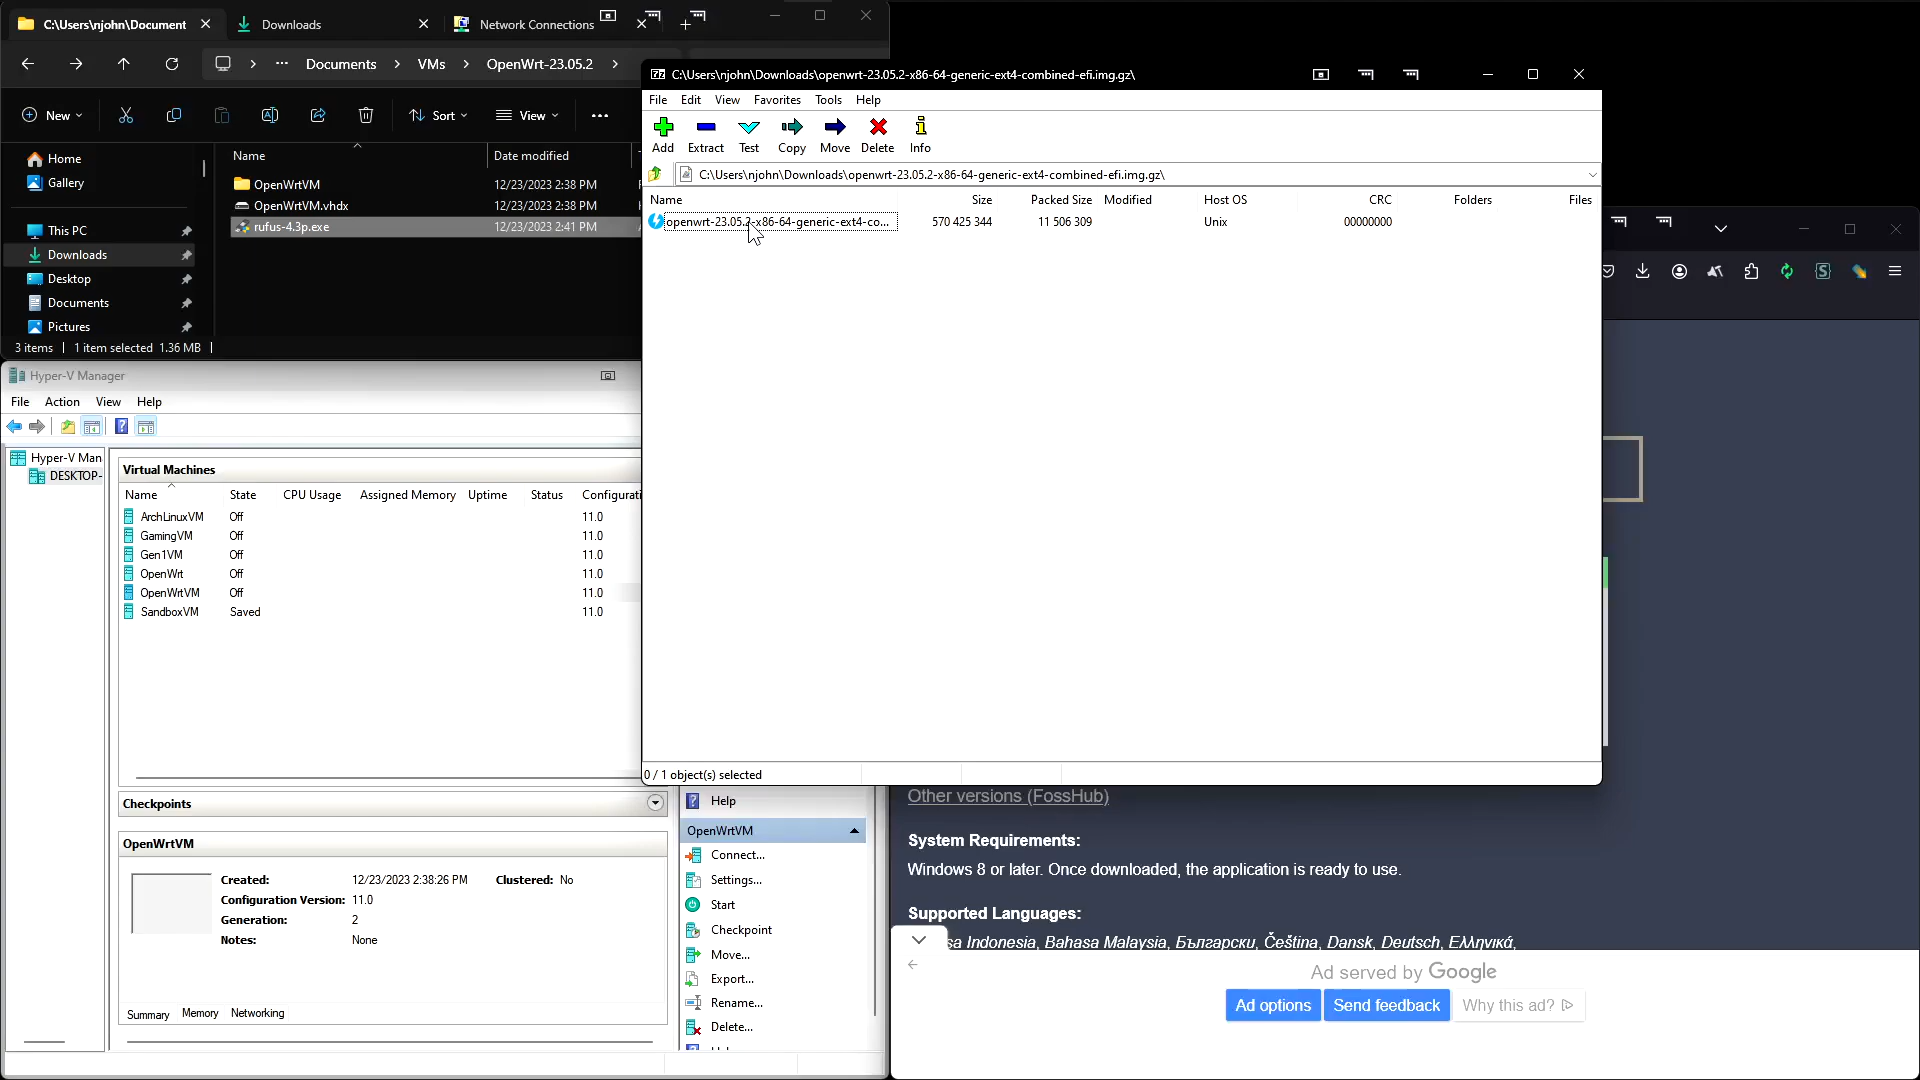 C:\Users\njohn\Document
Downloads
Network Connections
Documents
VMs
OpenWrt-23.05.2
New
Sort
View
Name
Date modified
Home
Gallery
This PC
Downloads
Desktop
Documents
Pictures
OpenWrtVM 12/23/2023 2:38 PM
OpenWrtVM.vhdx 12/23/2023 2:38 PM
rufus-4.3p.exe 12/23/2023 2:41 PM
3 items 1 item selected 1.36 MB
C:\Users\njohn\Downloads\openwrt-23.05.2-x86-64-generic-ext4-combined-efi.img.gz\
File Edit View Favorites Tools Help
Add Extract Test Copy Move Delete Info
C:\Users\njohn\Downloads\openwrt-23.05.2-x86-64-generic-ext4-combined-efi.img.gz\
Name Size Packed Size Modified Host OS CRC Folders Files
openwrt-23.05.2-x86-64-generic-ext4-co... 570 425 344 11 506 309 Unix 00000000
0 / 1 object(s) selected
Hyper-V Manager
File Action View Help
Hyper-V Man
DESKTOP-
Virtual Machines
Name State CPU Usage Assigned Memory Uptime Status Configurati
ArchLinuxVM Off 11.0
GamingVM Off 11.0
Gen1VM Off 11.0
OpenWrt Off 11.0
OpenWrtVM Off 11.0
SandboxVM Saved 11.0
Checkpoints
OpenWrtVM
Created: 12/23/2023 2:38:26 PM Clustered: No
Configuration Version: 11.0
Generation: 2
Notes: None
Summary Memory Networking
Help
OpenWrtVM
Connect...
Settings...
Start
Checkpoint
Move...
Export...
Rename...
Delete...
Other versions (FossHub)
System Requirements:
Windows 8 or later. Once downloaded, the application is ready to use.
Supported Languages:
sa Indonesia, Bahasa Malaysia, Български, Čeština, Dansk, Deutsch, Ελληνικά,
Ad served by Google
Ad options Send feedback Why this ad?